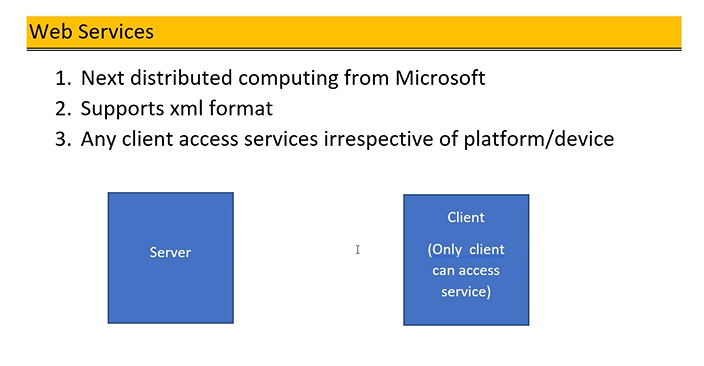 Web Services
1. Next distributed computing from Microsoft
2. Supports xml format
3. Any client access services irrespective of platform/device
Server
Client
(Only client
can access
service)